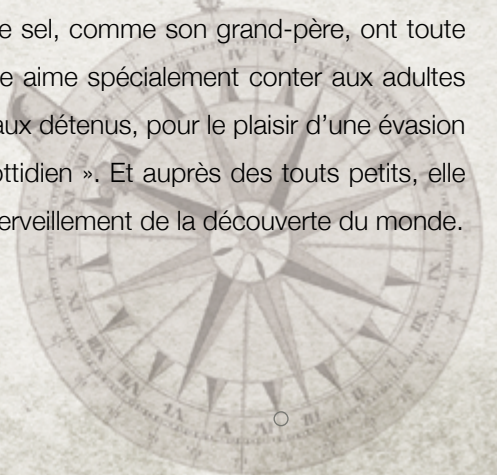 e sel, comme son grand-père, ont toute
e aime spécialement conter aux adultes
aux détenus, pour le plaisir d’une évasion
ottidien ». Et auprès des touts petits, elle
erveillement de la découverte du monde.